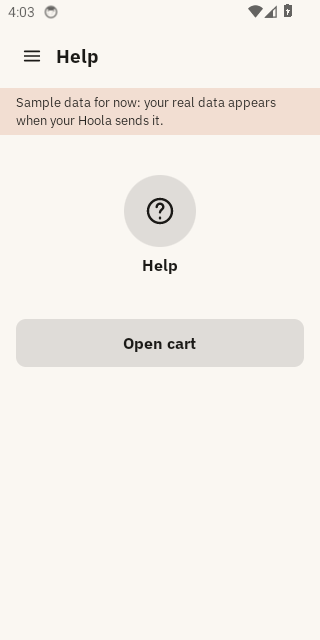 4:03
Help
Sample data for now: your real data appears
when your Hoola sends it.
Help
Open cart